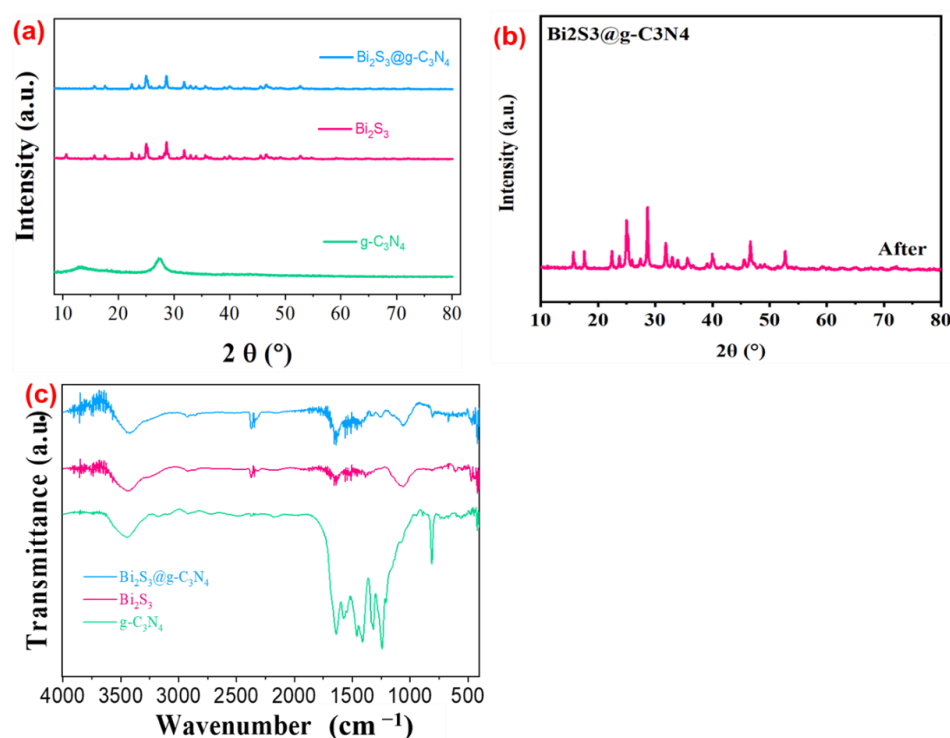 (a)
Bi₂S₃@g-C₃N₄
Bi₂S₃
g-C₃N₄
Intensity (a.u.)
10 20 30 40 50 60 70 80
2 θ (°)
(b)
Bi2S3@g-C3N4
After
Intensity (a.u.)
10 20 30 40 50 60 70 80
2θ (°)
(c)
Bi₂S₃@g-C₃N₄
Bi₂S₃
g-C₃N₄
Transmittance (a.u.)
4000 3500 3000 2500 2000 1500 1000 500
Wavenumber (cm⁻¹)